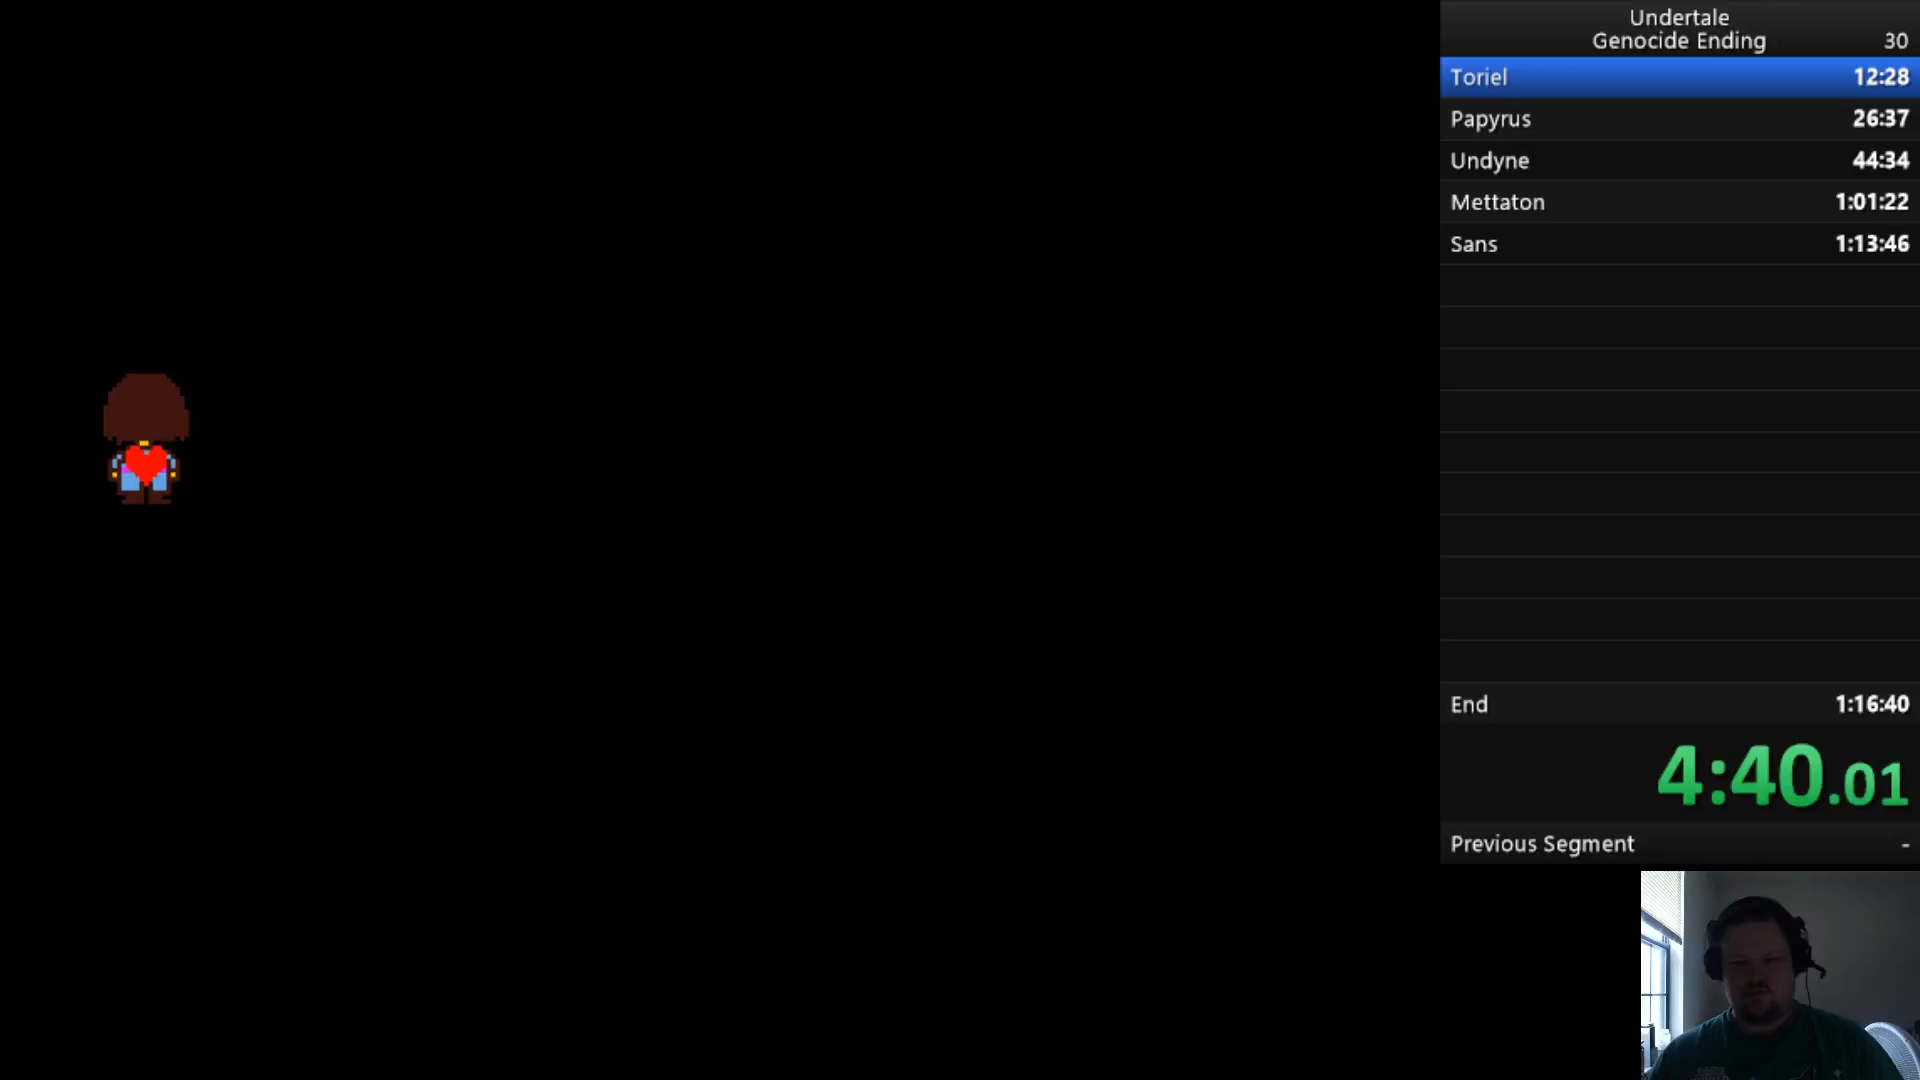 Undertale
Genocide Ending 30
Toriel 12:28
Papyrus 26:37
Undyne 44:34
Mettaton 1:01:22
Sans 1:13:46
End 1:16:40
4:40.01
Previous Segment -